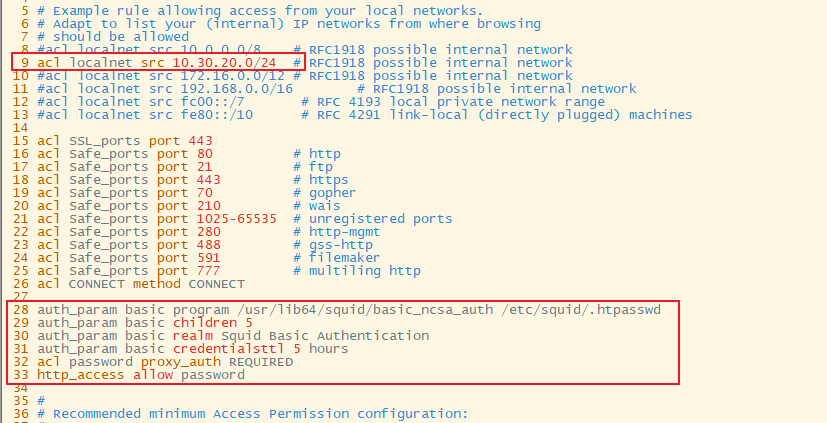 5 # Example rule allowing access from your local networks.
6 # Adapt to list your (internal) IP networks from where browsing
7 # should be allowed
8 #acl localnet src 10.0.0.0/8 # RFC1918 possible internal network
9 acl localnet src 10.30.20.0/24 # RFC1918 possible internal network
10 #acl localnet src 172.16.0.0/12 # RFC1918 possible internal network
11 #acl localnet src 192.168.0.0/16 # RFC1918 possible internal network
12 #acl localnet src fc00::/7 # RFC 4193 local private network range
13 #acl localnet src fe80::/10 # RFC 4291 link-local (directly plugged) machines
14
15 acl SSL_ports port 443
16 acl Safe_ports port 80 # http
17 acl Safe_ports port 21 # ftp
18 acl Safe_ports port 443 # https
19 acl Safe_ports port 70 # gopher
20 acl Safe_ports port 210 # wais
21 acl Safe_ports port 1025-65535 # unregistered ports
22 acl Safe_ports port 280 # http-mgmt
23 acl Safe_ports port 488 # gss-http
24 acl Safe_ports port 591 # filemaker
25 acl Safe_ports port 777 # multiling http
26 acl CONNECT method CONNECT
27
28 auth_param basic program /usr/lib64/squid/basic_ncsa_auth /etc/squid/.htpasswd
29 auth_param basic children 5
30 auth_param basic realm Squid Basic Authentication
31 auth_param basic credentialsttl 5 hours
32 acl password proxy_auth REQUIRED
33 http_access allow password
34
35 #
36 # Recommended minimum Access Permission configuration: